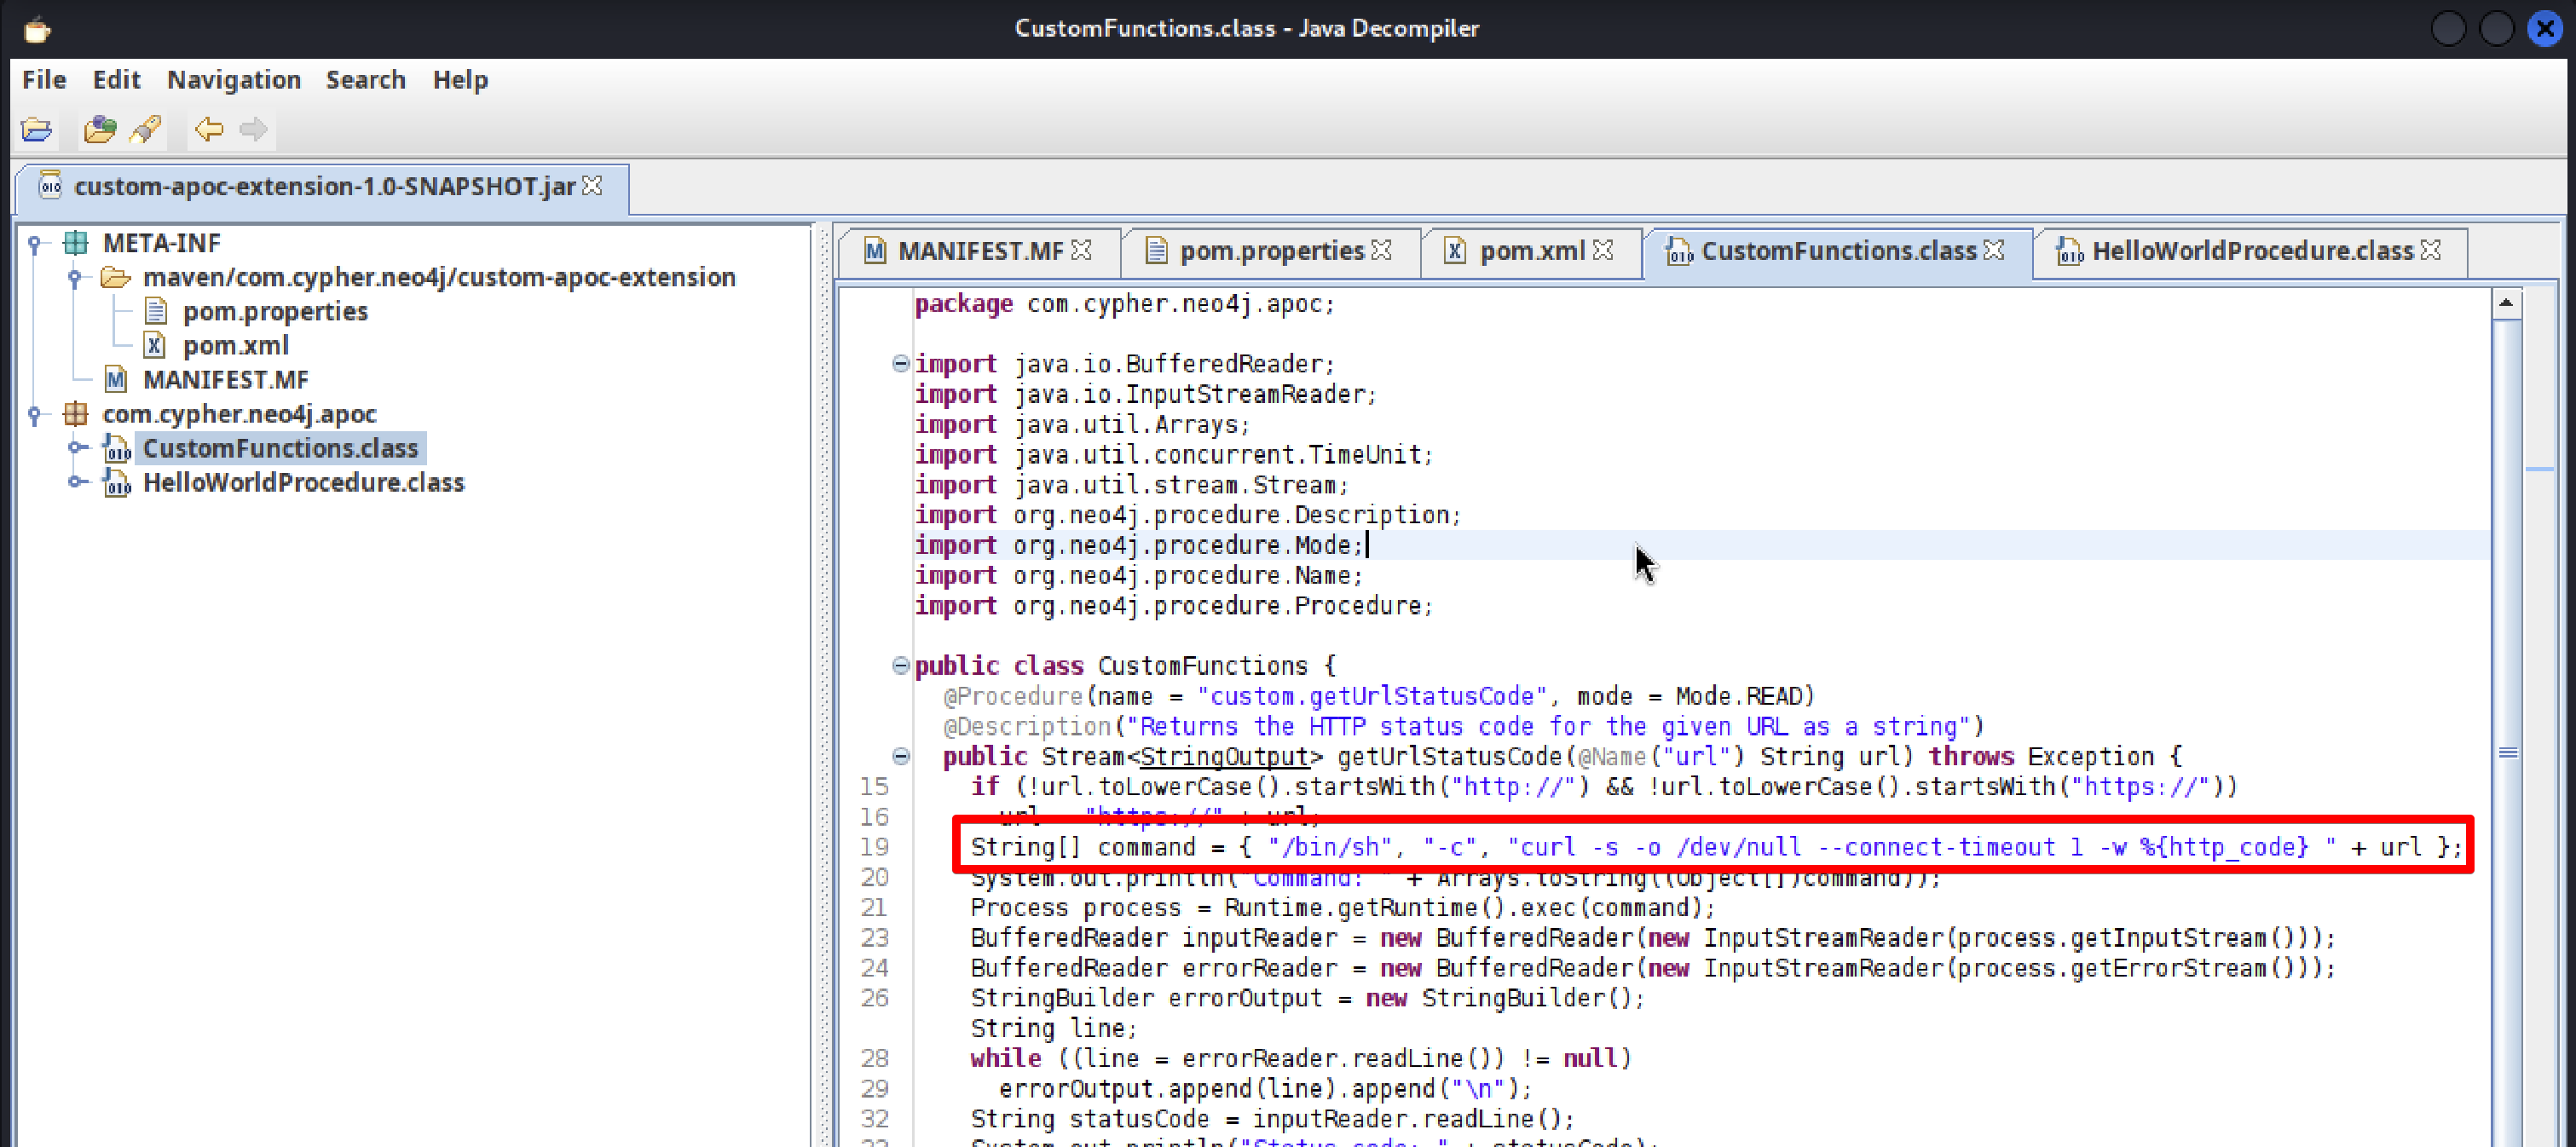 CustomFunctions.class - Java Decompiler
File Edit Navigation Search Help
custom-apoc-extension-1.0-SNAPSHOT.jar
META-INF
maven/com.cypher.neo4j/custom-apoc-extension
pom.properties
pom.xml
MANIFEST.MF
com.cypher.neo4j.apoc
CustomFunctions.class
HelloWorldProcedure.class
MANIFEST.MF pom.properties pom.xml CustomFunctions.class HelloWorldProcedure.class
package com.cypher.neo4j.apoc;
import java.io.BufferedReader;
import java.io.InputStreamReader;
import java.util.Arrays;
import java.util.concurrent.TimeUnit;
import java.util.stream.Stream;
import org.neo4j.procedure.Description;
import org.neo4j.procedure.Mode;
import org.neo4j.procedure.Name;
import org.neo4j.procedure.Procedure;
public class CustomFunctions {
@Procedure(name = "custom.getUrlStatusCode", mode = Mode.READ)
@Description("Returns the HTTP status code for the given URL as a string")
public Stream<StringOutput> getUrlStatusCode(@Name("url") String url) throws Exception {
15 if (!url.toLowerCase().startsWith("http://") && !url.toLowerCase().startsWith("https://"))
16 url = "https://" + url;
19 String[] command = { "/bin/sh", "-c", "curl -s -o /dev/null --connect-timeout 1 -w %{http_code} " + url };
20 System.out.println("Command: " + Arrays.toString((Object[])command));
21 Process process = Runtime.getRuntime().exec(command);
23 BufferedReader inputReader = new BufferedReader(new InputStreamReader(process.getInputStream()));
24 BufferedReader errorReader = new BufferedReader(new InputStreamReader(process.getErrorStream()));
26 StringBuilder errorOutput = new StringBuilder();
String line;
28 while ((line = errorReader.readLine()) != null)
29 errorOutput.append(line).append("\n");
32 String statusCode = inputReader.readLine();
33 System.out.println("Status code: " + statusCode);